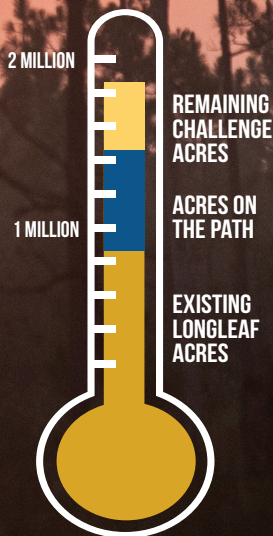 2 MILLION
REMAINING
CHALLENGE
ACRES
ACRES ON
THE PATH
1 MILLION
EXISTING
LONGLEAF
ACRES